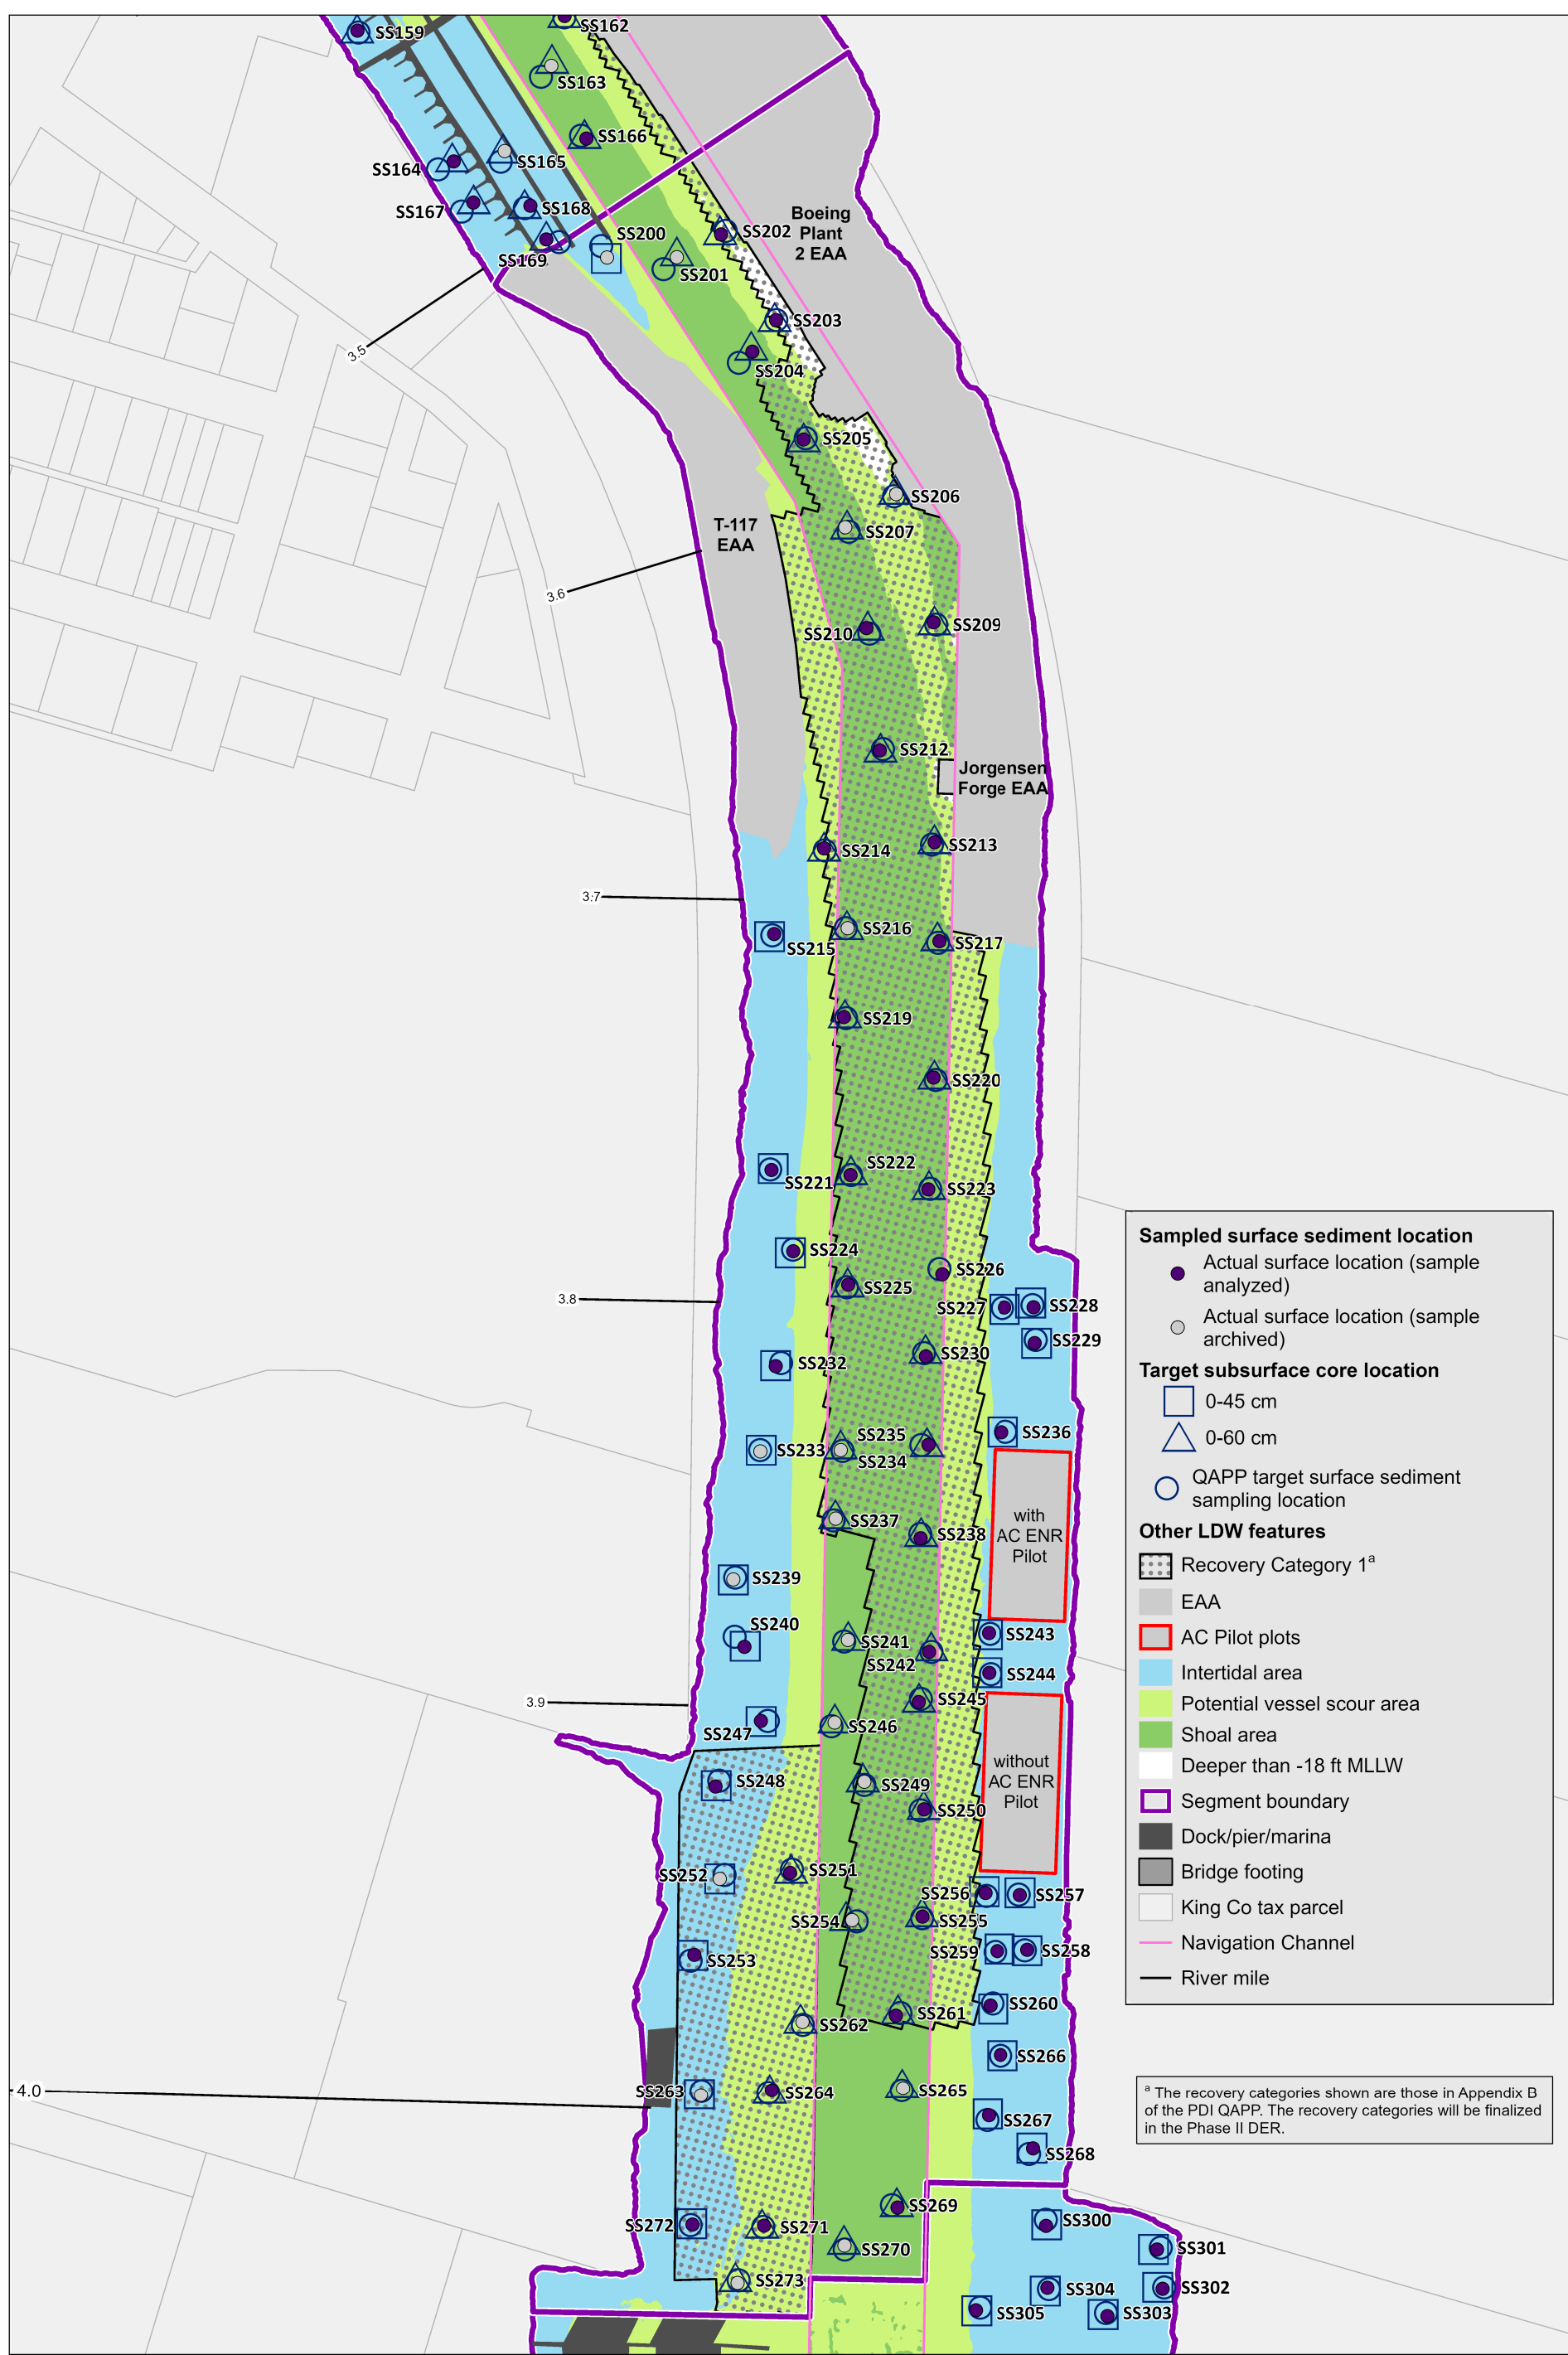 SS162
SS159
SS163
SS166
SS165
SS164
SS168
SS167
SS200
SS202
SS169
SS201
Boeing
Plant
2 EAA
SS203
3.5
SS204
SS205
SS206
T-117
EAA
SS207
3.6
SS209
SS210
SS212
Jorgensen
Forge EAA
SS213
SS214
3.7
SS216
SS215
SS217
SS219
SS220
SS222
SS221
SS223
SS224
SS226
SS225
3.8
SS227
SS228
SS229
SS230
SS232
SS236
SS235
SS233
SS234
SS237
SS238
with
AC ENR
Pilot
SS239
SS240
SS243
SS241
SS242
SS244
SS245
3.9
SS247
SS246
without
AC ENR
Pilot
SS248
SS249
SS250
SS251
SS252
SS256
SS257
SS254
SS255
SS259
SS258
SS253
SS260
SS261
SS262
SS266
4.0
SS263
SS264
SS265
SS267
SS268
SS269
SS272
SS271
SS270
SS300
SS301
SS273
SS304
SS302
SS305
SS303
Sampled surface sediment location
Actual surface location (sample
analyzed)
Actual surface location (sample
archived)
Target subsurface core location
0-45 cm
0-60 cm
QAPP target surface sediment
sampling location
Other LDW features
Recovery Category 1a
EAA
AC Pilot plots
Intertidal area
Potential vessel scour area
Shoal area
Deeper than -18 ft MLLW
Segment boundary
Dock/pier/marina
Bridge footing
King Co tax parcel
Navigation Channel
River mile
a The recovery categories shown are those in Appendix B
of the PDI QAPP. The recovery categories will be finalized
in the Phase II DER.